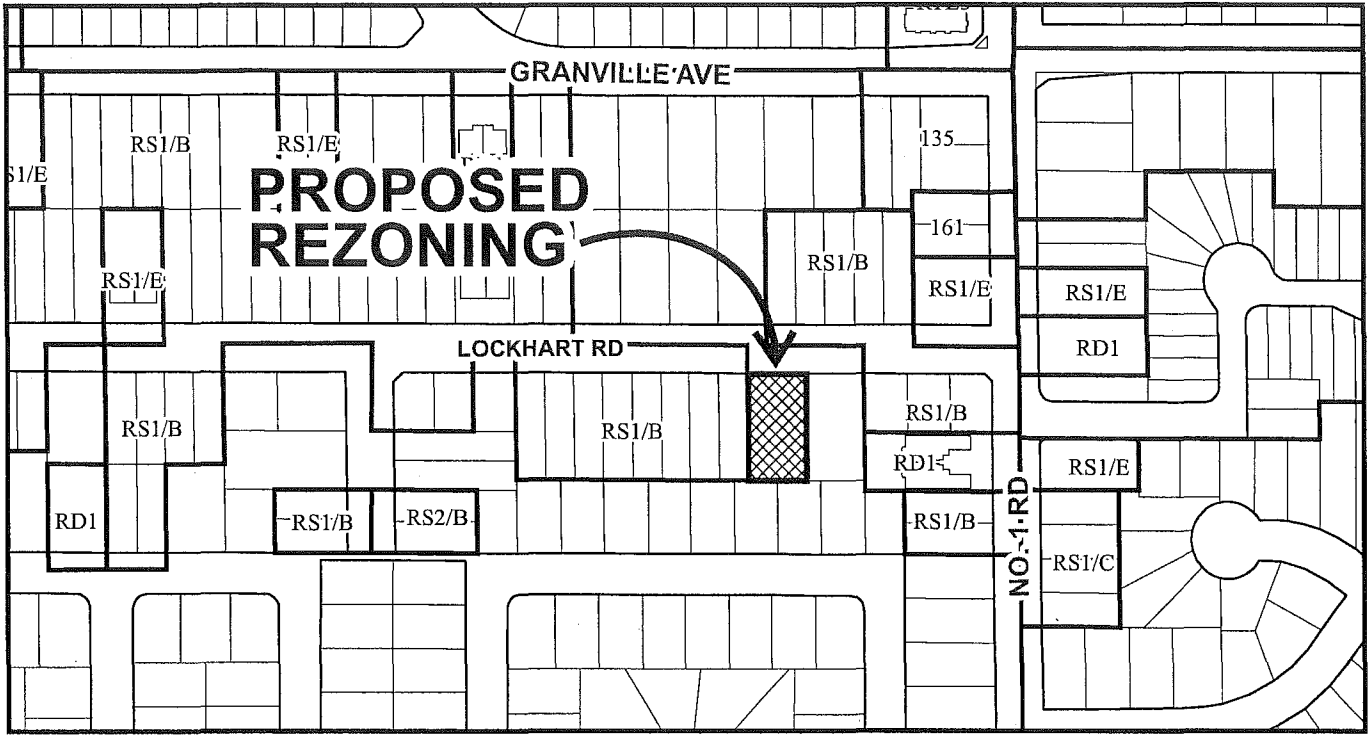 GRANVILLE AVE
135
RS1/B
RS1/E
S1/E
PROPOSED
REZONING
161
RS1/B
RS1/E
RS1/E
RS1/E
LOCKHART RD
RD1
RS1/B
RS1/B
RS1/B
RD1
RS1/E
RD1
RS1/B
RS2/B
RS1/B
NO. 1 RD
RS1/C